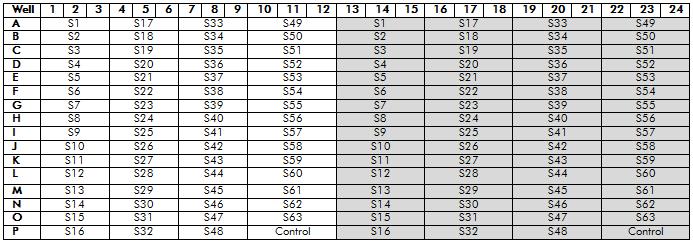 Well 1 2 3 4 5 6 7 8 9 10 11 12 13 14 15 16 17 18 19 20 21 22 23 24
A S1 S17 S33 S49 S1 S17 S33 S49
B S2 S18 S34 S50 S2 S18 S34 S50
C S3 S19 S35 S51 S3 S19 S35 S51
D S4 S20 S36 S52 S4 S20 S36 S52
E S5 S21 S37 S53 S5 S21 S37 S53
F S6 S22 S38 S54 S6 S22 S38 S54
G S7 S23 S39 S55 S7 S23 S39 S55
H S8 S24 S40 S56 S8 S24 S40 S56
I S9 S25 S41 S57 S9 S25 S41 S57
J S10 S26 S42 S58 S10 S26 S42 S58
K S11 S27 S43 S59 S11 S27 S43 S59
L S12 S28 S44 S60 S12 S28 S44 S60
M S13 S29 S45 S61 S13 S29 S45 S61
N S14 S30 S46 S62 S14 S30 S46 S62
O S15 S31 S47 S63 S15 S31 S47 S63
P S16 S32 S48 Control S16 S32 S48 Control